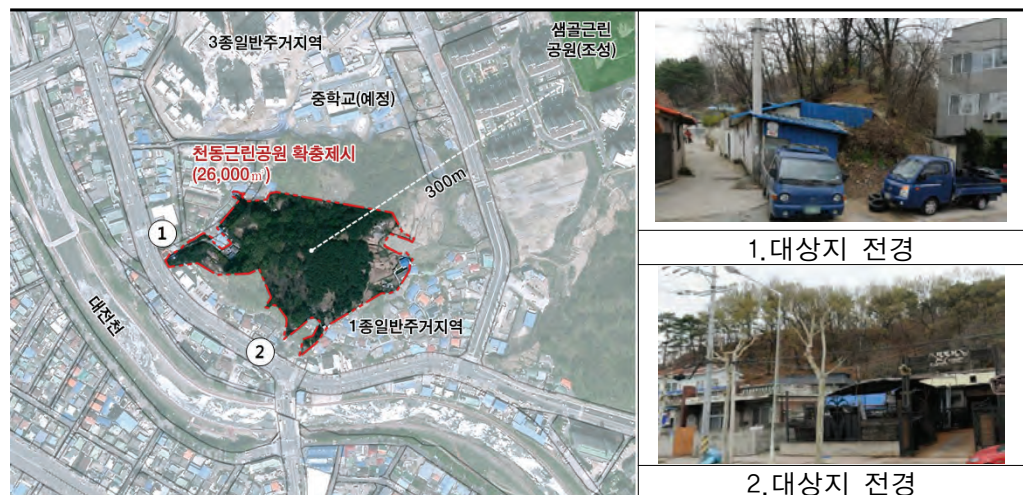 3종일반주거지역
샘골근린
공원(조성)
중학교(예정)
천동근린공원 확충제시
(26,000㎡)
300m
1
대전천
2
1종일반주거지역
1.대상지 전경
2.대상지 전경